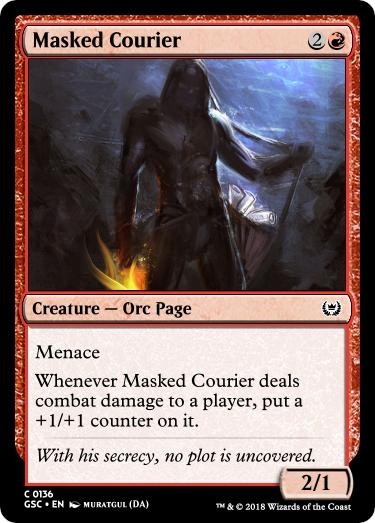 Masked Courier 2
Creature — Orc Page
Menace
Whenever Masked Courier deals
combat damage to a player, put a
+1/+1 counter on it.
With his secrecy, no plot is uncovered.
2/1
C 0136
GSC • EN MURATGUL (DA)
™ & © 2018 Wizards of the Coast